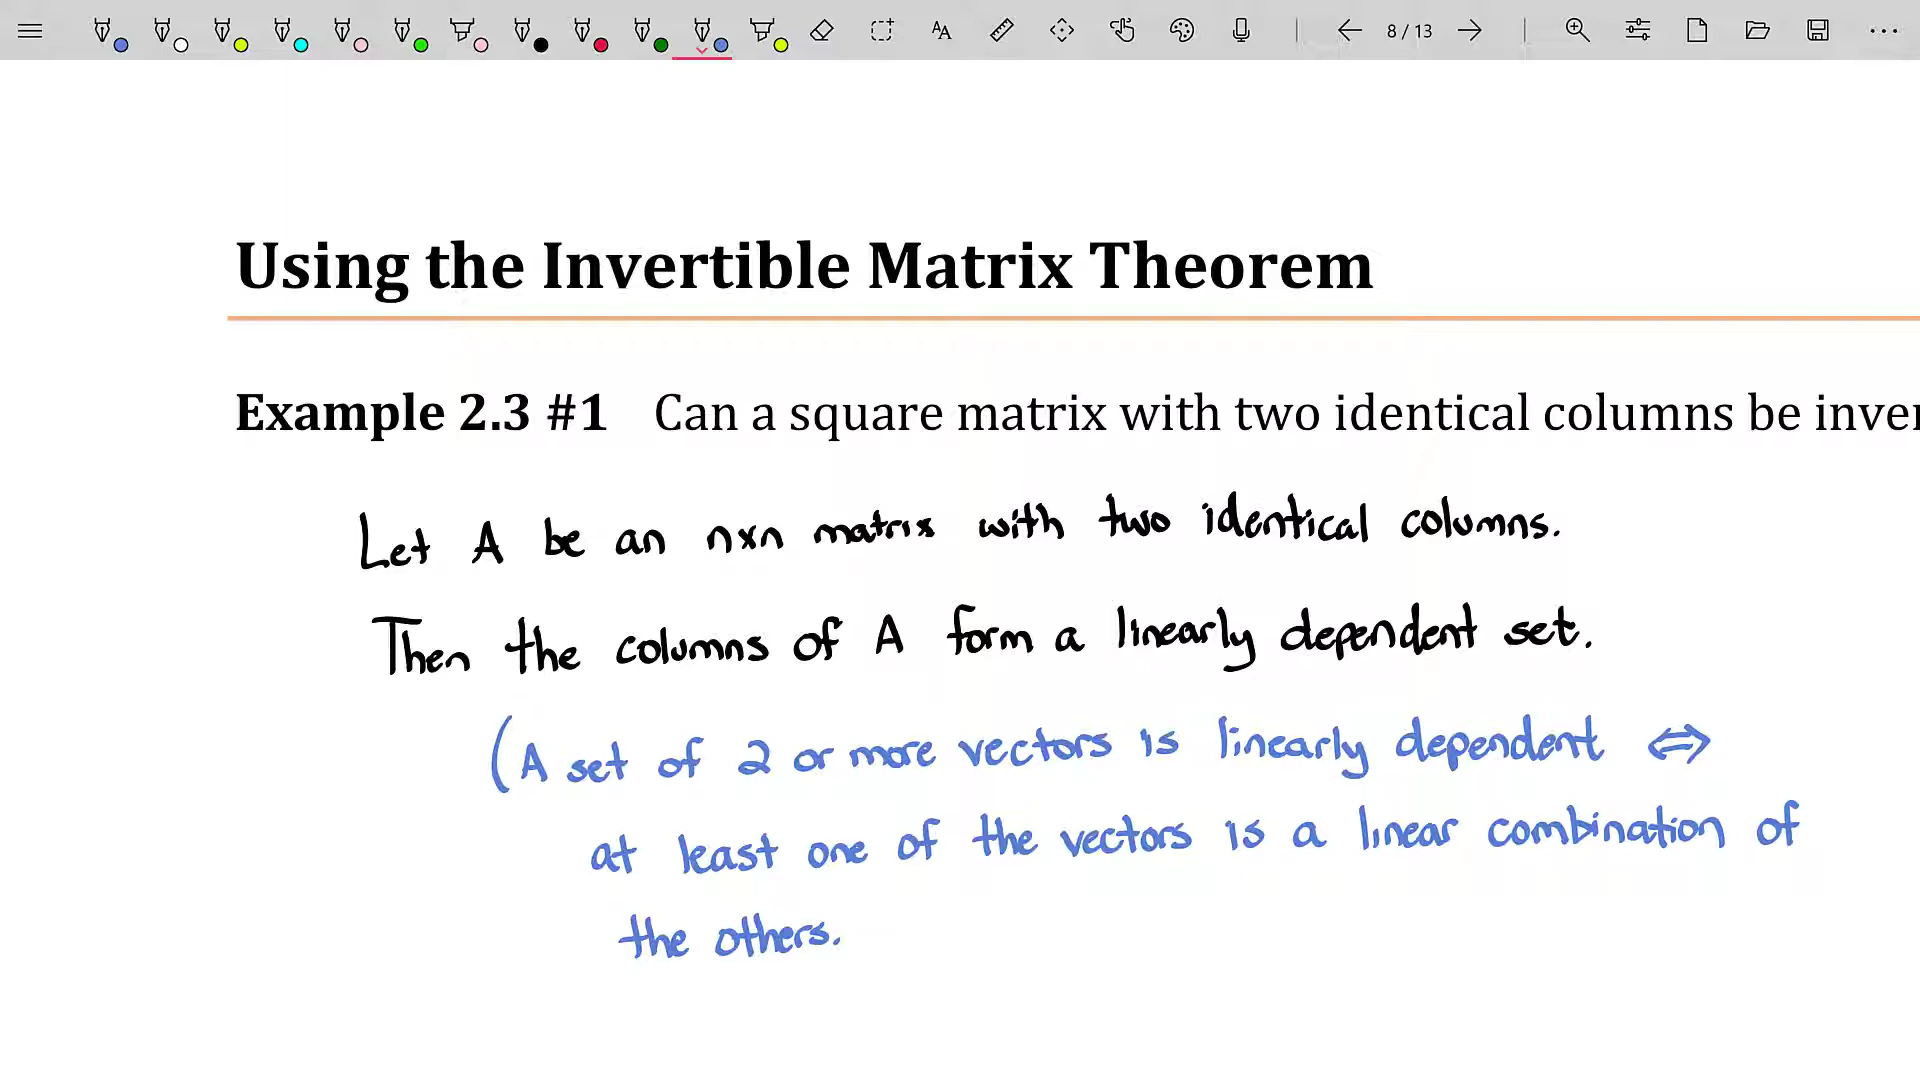 8 / 13
Using the Invertible Matrix Theorem
Example 2.3 #1 Can a square matrix with two identical columns be inver
Let A be an n×n matrix with two identical columns.
Then the columns of A form a linearly dependent set.
(A set of 2 or more vectors is linearly dependent ⇔
at least one of the vectors is a linear combination of
the others.